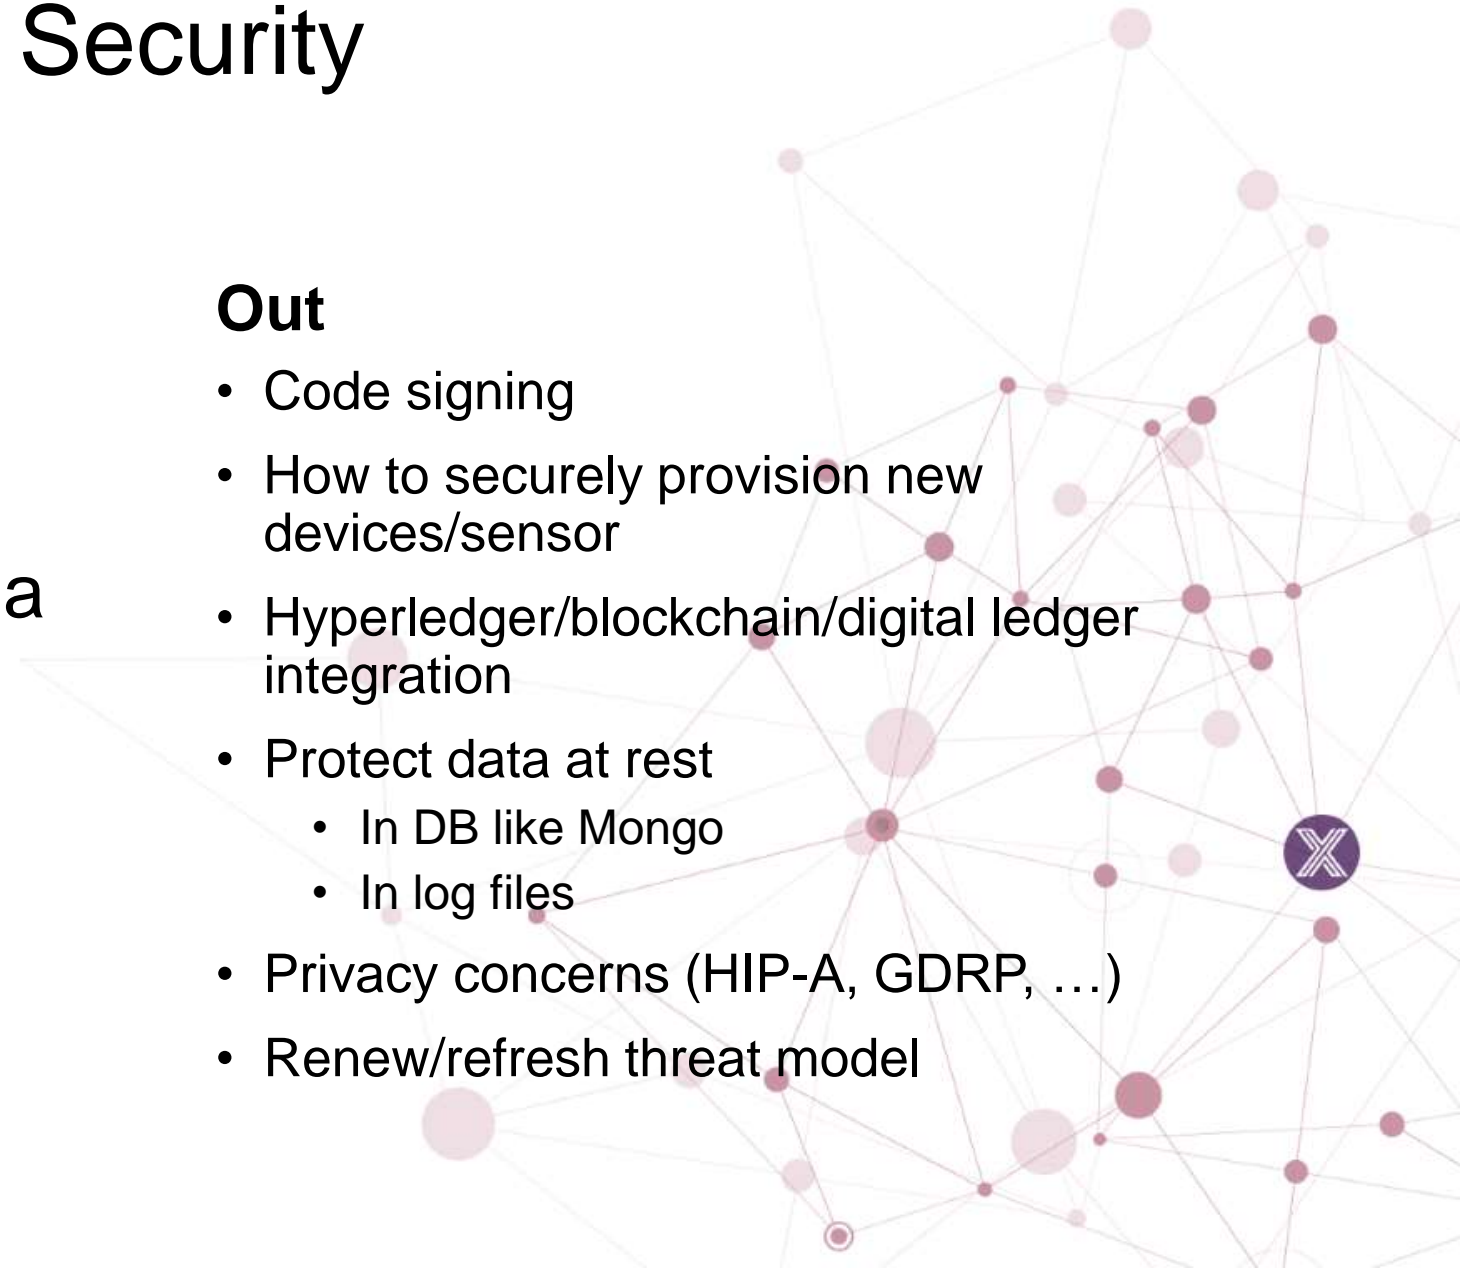 Security
Out
• Code signing
• How to securely provision new
devices/sensor
a
• Hyperledger/blockchain/digital ledger
integration
• Protect data at rest
• In DB like Mongo
• In log files
• Privacy concerns (HIP-A, GDRP, …)
• Renew/refresh threat model